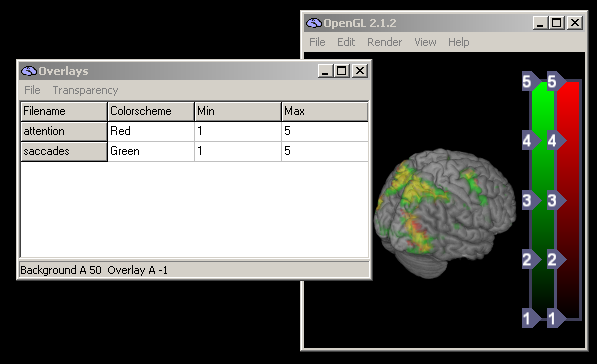 OpenGL 2.1.2
File Edit Render View Help
Overlays
File Transparency
Filename Colorscheme Min Max
attention Red 1 5
saccades Green 1 5
Background A 50 Overlay A -1
5 5
4 4
3 3
2 2
1 1